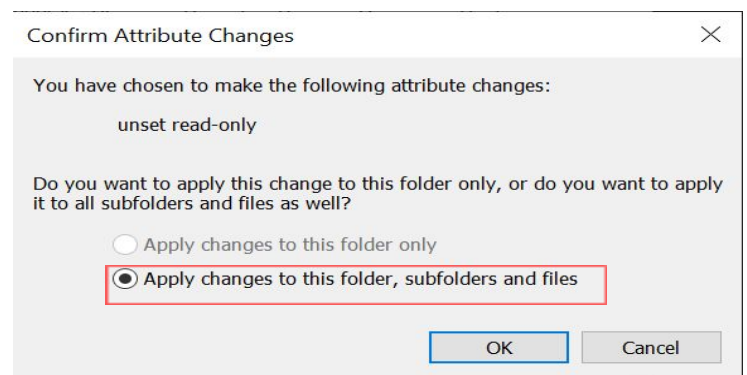 Confirm Attribute Changes
You have chosen to make the following attribute changes:
unset read-only
Do you want to apply this change to this folder only, or do you want to apply
it to all subfolders and files as well?
Apply changes to this folder only
Apply changes to this folder, subfolders and files
OK Cancel